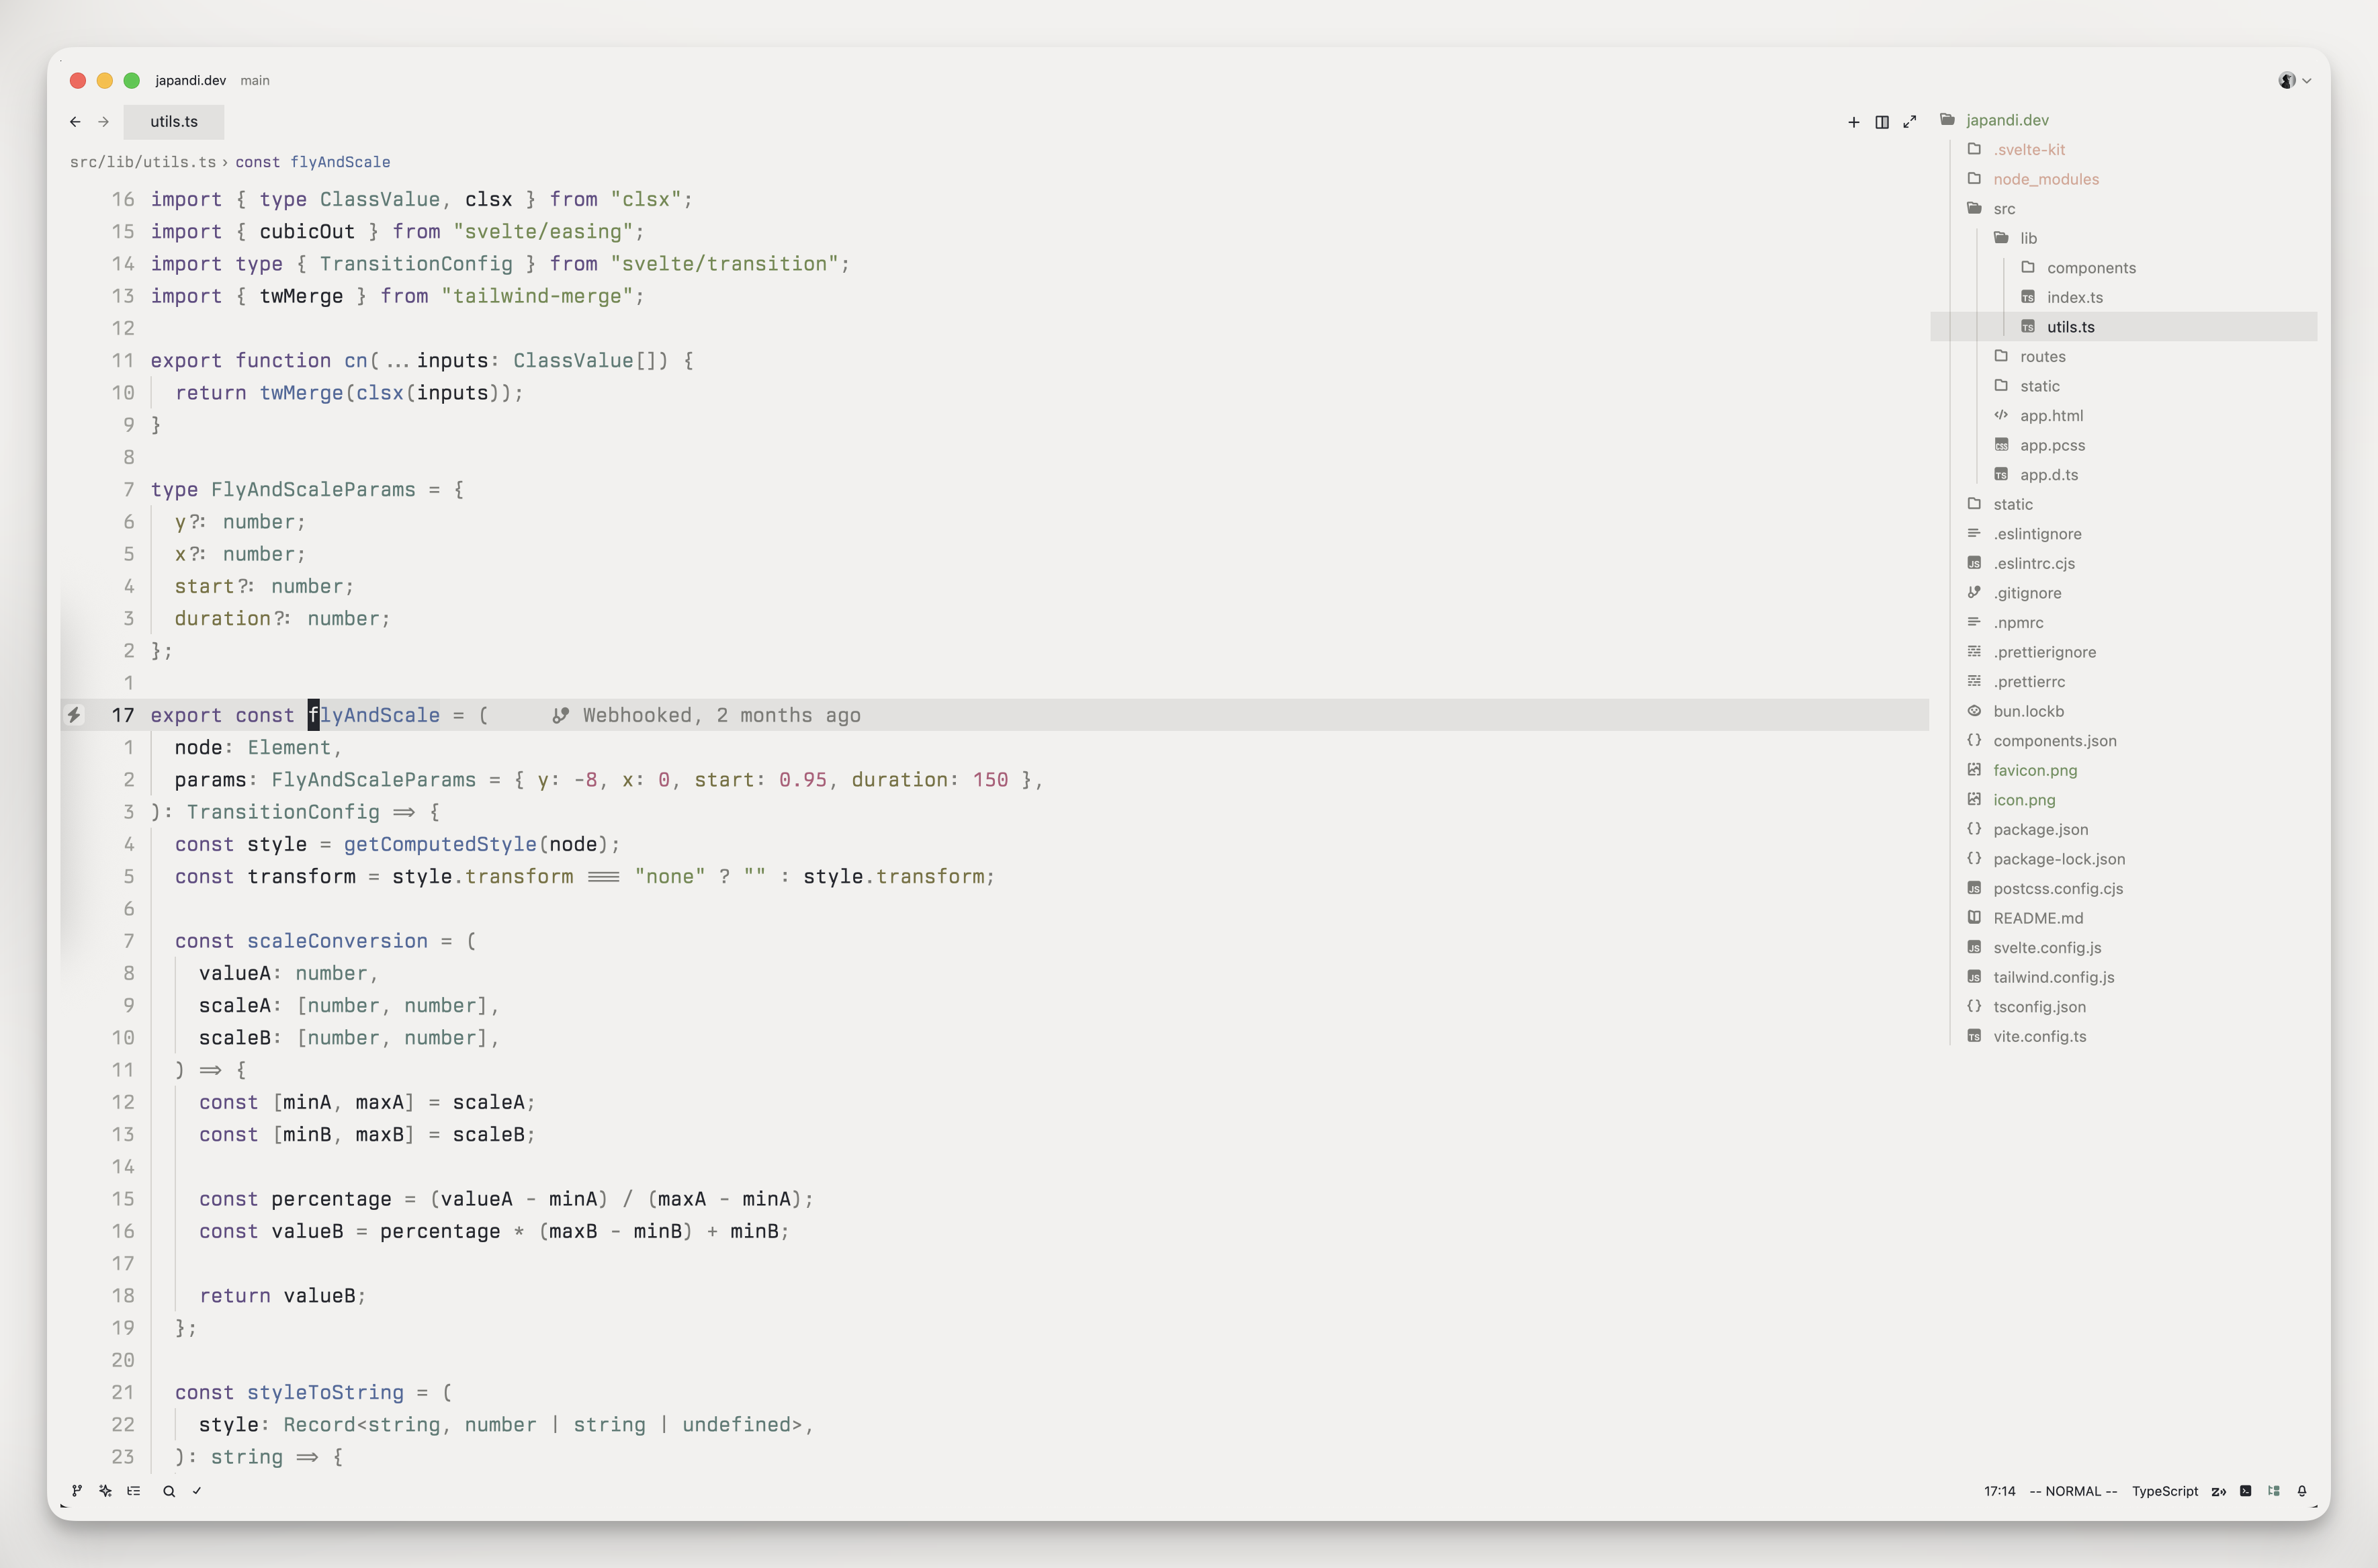 japandi.dev main
utils.ts
src/lib/utils.ts › const flyAndScale
16 import { type ClassValue, clsx } from "clsx";
15 import { cubicOut } from "svelte/easing";
14 import type { TransitionConfig } from "svelte/transition";
13 import { twMerge } from "tailwind-merge";
12
11 export function cn(...inputs: ClassValue[]) {
10   return twMerge(clsx(inputs));
9 }
8
7 type FlyAndScaleParams = {
6   y?: number;
5   x?: number;
4   start?: number;
3   duration?: number;
2 };
1
17 export const flyAndScale = ( Webhooked, 2 months ago
1   node: Element,
2   params: FlyAndScaleParams = { y: -8, x: 0, start: 0.95, duration: 150 },
3 ): TransitionConfig => {
4   const style = getComputedStyle(node);
5   const transform = style.transform === "none" ? "" : style.transform;
6
7   const scaleConversion = (
8     valueA: number,
9     scaleA: [number, number],
10     scaleB: [number, number],
11   ) => {
12     const [minA, maxA] = scaleA;
13     const [minB, maxB] = scaleB;
14
15     const percentage = (valueA - minA) / (maxA - minA);
16     const valueB = percentage * (maxB - minB) + minB;
17
18     return valueB;
19   };
20
21   const styleToString = (
22     style: Record<string, number | string | undefined>,
23   ): string => {
japandi.dev
.svelte-kit
node_modules
src
lib
components
TS index.ts
TS utils.ts
routes
static
</> app.html
CSS app.pcss
TS app.d.ts
static
.eslintignore
JS .eslintrc.cjs
.gitignore
.npmrc
.prettierignore
.prettierrc
bun.lockb
{} components.json
favicon.png
icon.png
{} package.json
{} package-lock.json
JS postcss.config.cjs
README.md
JS svelte.config.js
JS tailwind.config.js
{} tsconfig.json
TS vite.config.ts
17:14 -- NORMAL -- TypeScript